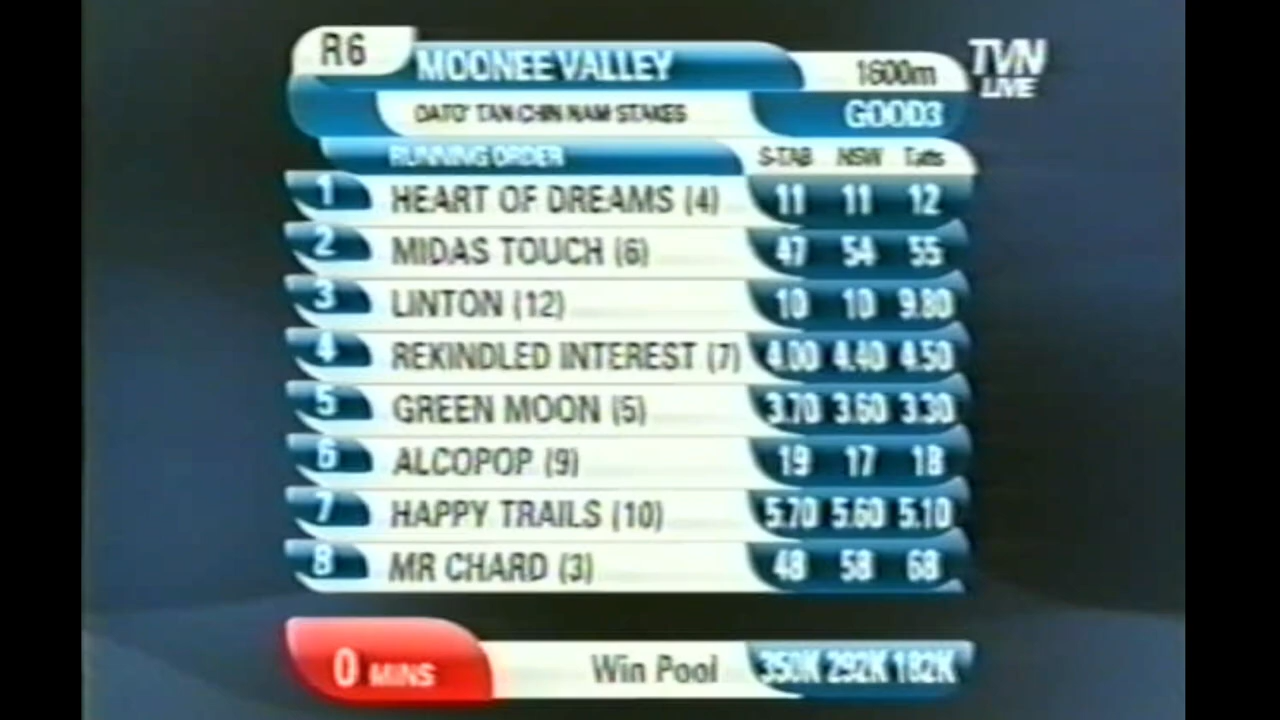 R6 MOONEE VALLEY 1600m
TVN
LIVE
DATO' TAN CHIN NAM STAKES GOOD3
RUNNING ORDER S-TAB NSW Tatts
1 HEART OF DREAMS (4) 11 11 12
2 MIDAS TOUCH (6) 47 54 55
3 LINTON (12) 10 10 9.80
4 REKINDLED INTEREST (7) 4.00 4.40 4.50
5 GREEN MOON (5) 3.70 3.60 3.30
6 ALCOPOP (9) 19 17 18
7 HAPPY TRAILS (10) 5.70 5.60 5.10
8 MR CHARD (3) 48 58 68
0 MINS Win Pool 350K 292K 182K